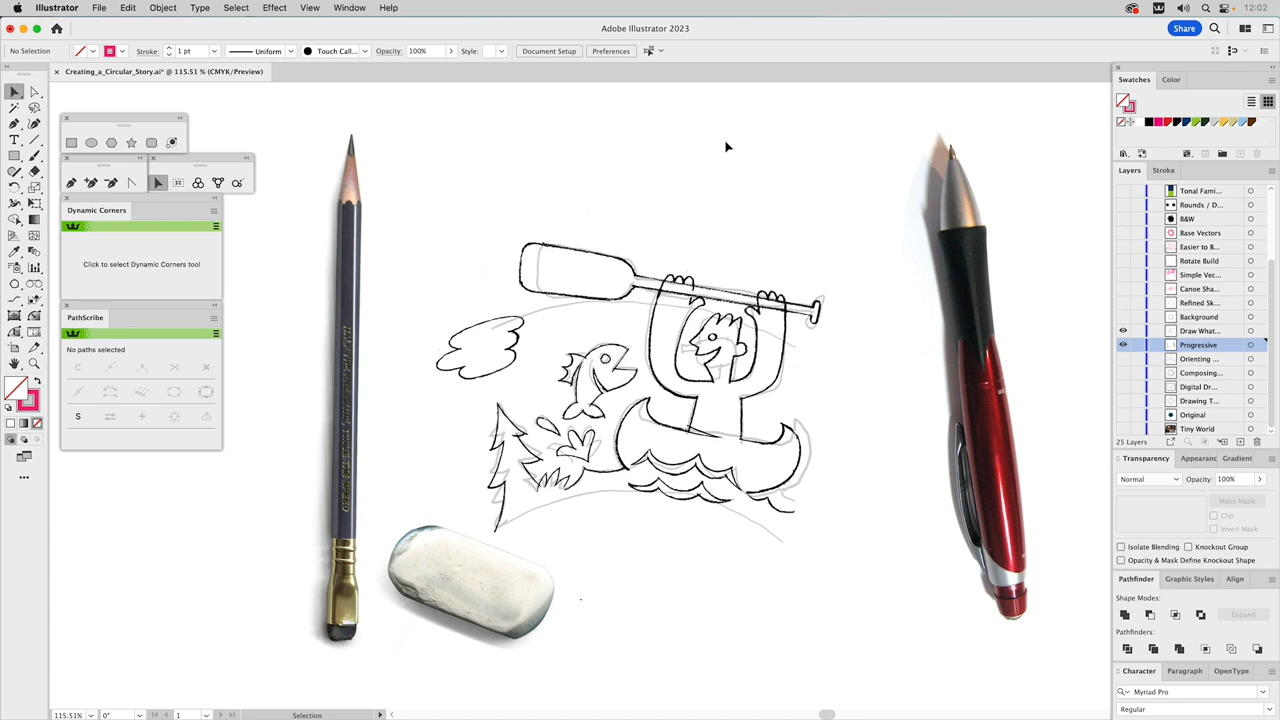 Illustrator File Edit Object Type Select Effect View Window Help 12:02
Adobe Illustrator 2023 Share
No Selection Stroke: 1 pt Uniform Touch Call... Opacity: 100% Style: Document Setup Preferences
× Creating_a_Circular_Story.ai* @ 115.51 % (CMYK/Preview)
Swatches Color
Dynamic Corners
Click to select Dynamic Corners tool
PathScribe
No paths selected
Layers Stroke
Tonal Fami...
Rounds / D...
B&W
Base Vectors
Easier to B...
Rotate Build
Simple Vec...
Canoe Sha...
Refined Sk...
Background
Draw What...
Progressive
Orienting ...
Composing...
Digital Dr...
Drawing T...
Original
Tiny World
25 Layers
Transparency Appearanc Gradient
Normal Opacity: 100%
Make Mask
Clip
Invert Mask
Isolate Blending Knockout Group
Opacity & Mask Define Knockout Shape
Pathfinder Graphic Styles Align
Shape Modes:
Expand
Pathfinders:
Character Paragraph OpenType
Myriad Pro
Regular
115.51% 0° 1 Selection